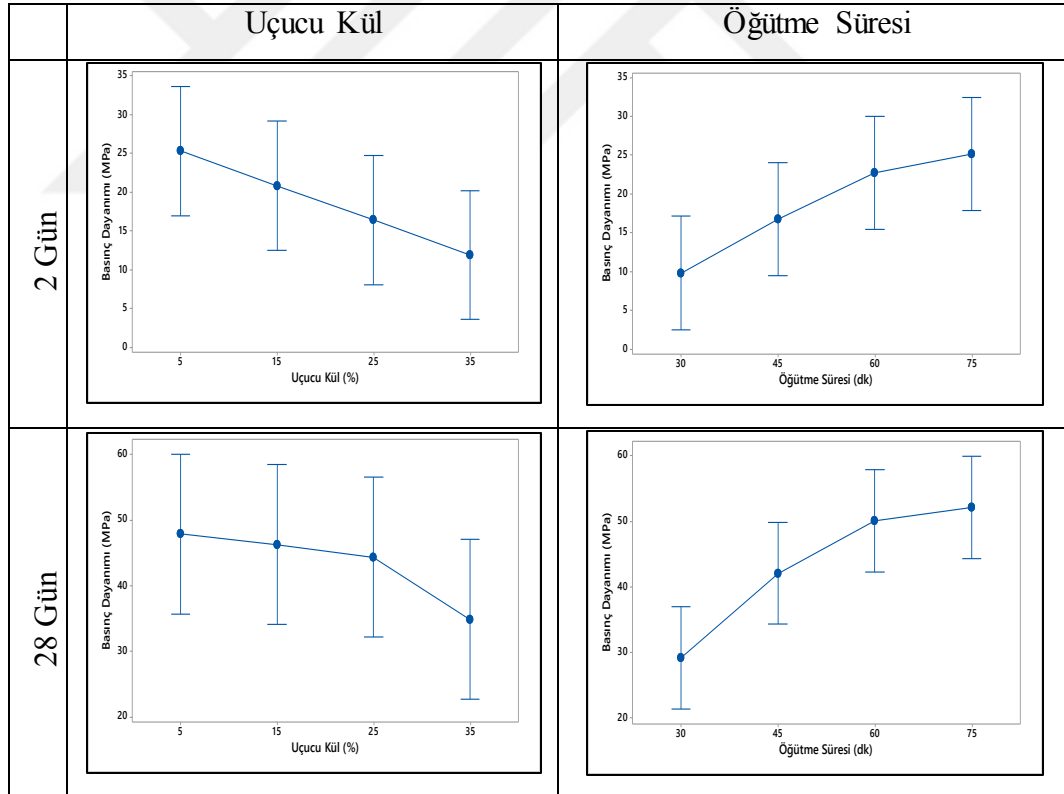 Uçucu Kül
Öğütme Süresi
2 Gün
Basınç Dayanımı (MPa)
35
30
25
20
15
10
5
0
5 15 25 35
Uçucu Kül (%)
Basınç Dayanımı (MPa)
35
30
25
20
15
10
5
0
30 45 60 75
Öğütme Süresi (dk)
28 Gün
Basınç Dayanımı (MPa)
60
50
40
30
20
5 15 25 35
Uçucu Kül (%)
Basınç Dayanımı (MPa)
60
50
40
30
20
30 45 60 75
Öğütme Süresi (dk)